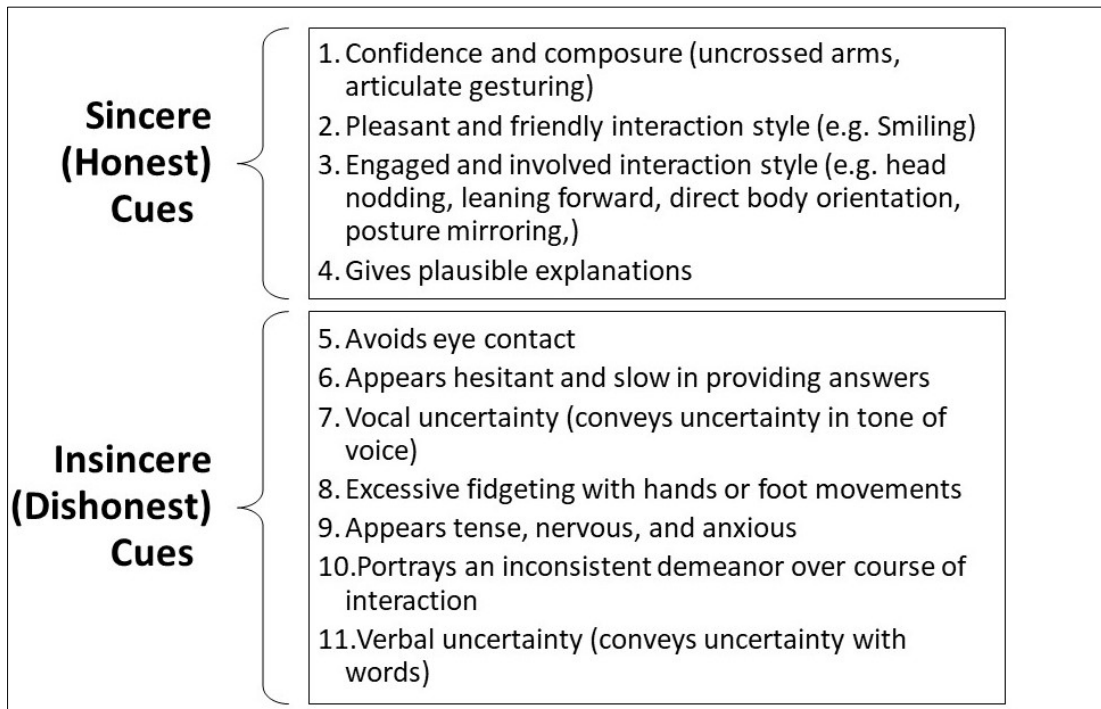 Sincere
(Honest)
Cues
1. Confidence and composure (uncrossed arms,
articulate gesturing)
2. Pleasant and friendly interaction style (e.g. Smiling)
3. Engaged and involved interaction style (e.g. head
nodding, leaning forward, direct body orientation,
posture mirroring,)
4. Gives plausible explanations
Insincere
(Dishonest)
Cues
5. Avoids eye contact
6. Appears hesitant and slow in providing answers
7. Vocal uncertainty (conveys uncertainty in tone of
voice)
8. Excessive fidgeting with hands or foot movements
9. Appears tense, nervous, and anxious
10.Portrays an inconsistent demeanor over course of
interaction
11.Verbal uncertainty (conveys uncertainty with
words)